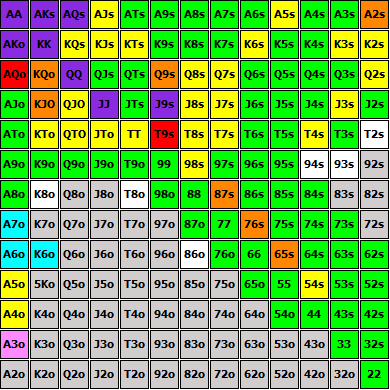 AA AKs AQs AJs ATs A9s A8s A7s A6s A5s A4s A3s A2s
AKo KK KQs KJs KTs K9s K8s K7s K6s K5s K4s K3s K2s
AQo KQo QQ QJs QTs Q9s Q8s Q7s Q6s Q5s Q4s Q3s Q2s
AJo KJO QJO JJ JTs J9s J8s J7s J6s J5s J4s J3s J2s
ATo KTo QTO JTo TT T9s T8s T7s T6s T5s T4s T3s T2s
A9o K9o Q9o J9o T9o 99 98s 97s 96s 95s 94s 93s 92s
A8o K8o Q8o J8o T8o 98o 88 87s 86s 85s 84s 83s 82s
A7o K7o Q7o J7o T7o 97o 87o 77 76s 75s 74s 73s 72s
A6o K6o Q6o J6o T6o 96o 86o 76o 66 65s 64s 63s 62s
A5o 5Ko Q5o J5o T5o 95o 85o 75o 65o 55 54s 53s 52s
A4o K4o Q4o J4o T4o 94o 84o 74o 64o 54o 44 43s 42s
A3o K3o Q3o J3o T3o 93o 83o 73o 63o 53o 43o 33 32s
A2o K2o Q2o J2o T2o 92o 82o 72o 62o 52o 42o 32o 22